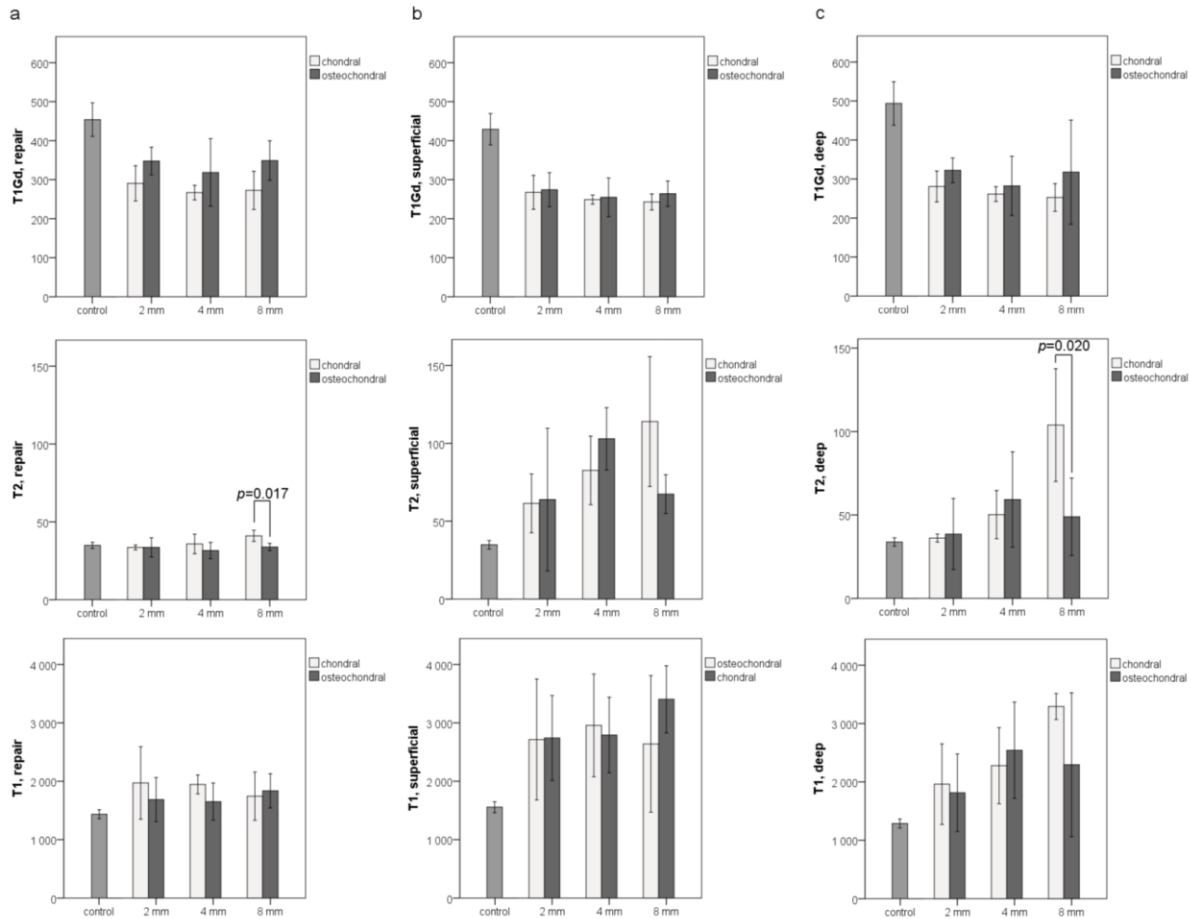 a
b
c
T1Gd, repair
600
500
400
300
200
100
0
control
2 mm
4 mm
8 mm
chondral
osteochondral
T1Gd, superficial
600
500
400
300
200
100
0
control
2 mm
4 mm
8 mm
chondral
osteochondral
T1Gd, deep
600
500
400
300
200
100
0
control
2 mm
4 mm
8 mm
chondral
osteochondral
T2, repair
150
100
50
0
p=0.017
control
2 mm
4 mm
8 mm
chondral
osteochondral
T2, superficial
150
100
50
0
control
2 mm
4 mm
8 mm
chondral
osteochondral
T2, deep
150
100
50
0
p=0.020
control
2 mm
4 mm
8 mm
chondral
osteochondral
T1, repair
4 000
3 000
2 000
1 000
0
control
2 mm
4 mm
8 mm
chondral
osteochondral
T1, superficial
4 000
3 000
2 000
1 000
0
control
2 mm
4 mm
8 mm
osteochondral
chondral
T1, deep
4 000
3 000
2 000
1 000
0
control
2 mm
4 mm
8 mm
chondral
osteochondral